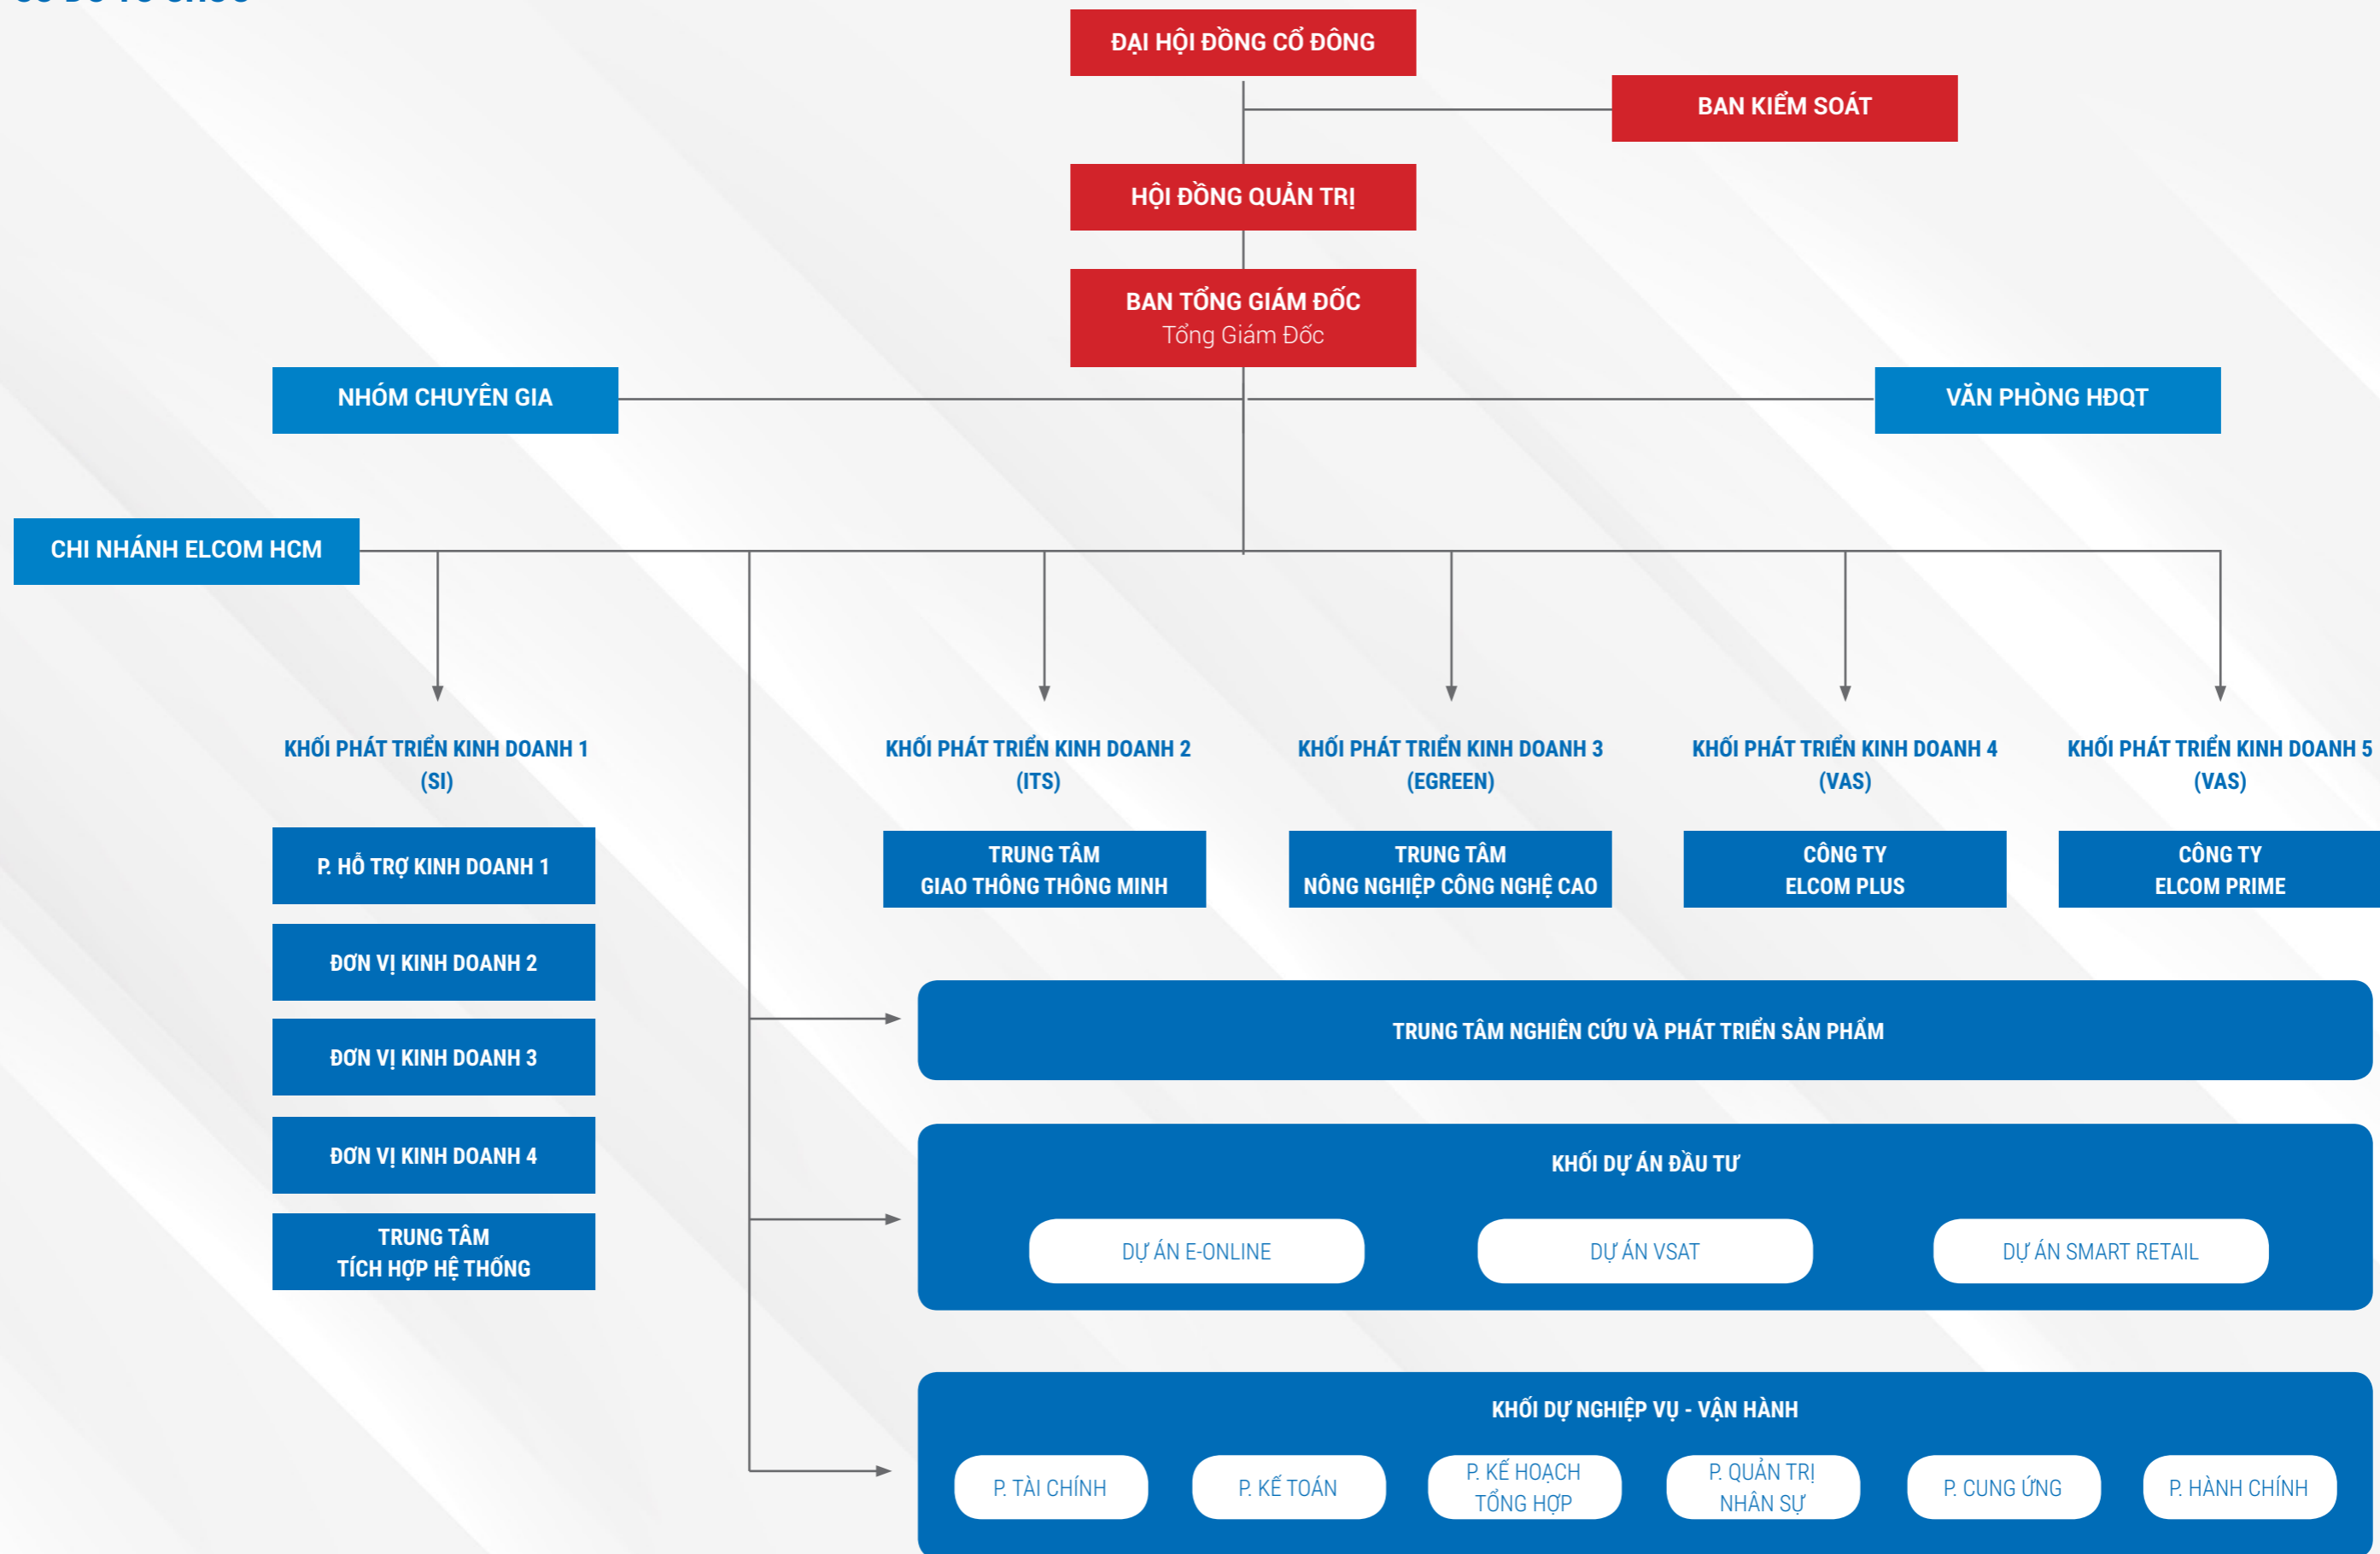 ĐẠI HỘI ĐỒNG CỔ ĐÔNG
BAN KIỂM SOÁT
HỘI ĐỒNG QUẢN TRỊ
BAN TỔNG GIÁM ĐỐC
Tổng Giám Đốc
NHÓM CHUYÊN GIA
VĂN PHÒNG HĐQT
CHI NHÁNH ELCOM HCM
KHỐI PHÁT TRIỂN KINH DOANH 1
(SI)
KHỐI PHÁT TRIỂN KINH DOANH 2
(ITS)
KHỐI PHÁT TRIỂN KINH DOANH 3
(EGREEN)
KHỐI PHÁT TRIỂN KINH DOANH 4
(VAS)
KHỐI PHÁT TRIỂN KINH DOANH 5
(VAS)
P. HỖ TRỢ KINH DOANH 1
ĐƠN VỊ KINH DOANH 2
ĐƠN VỊ KINH DOANH 3
ĐƠN VỊ KINH DOANH 4
TRUNG TÂM
TÍCH HỢP HỆ THỐNG
TRUNG TÂM
GIAO THÔNG THÔNG MINH
TRUNG TÂM
NÔNG NGHIỆP CÔNG NGHỆ CAO
CÔNG TY
ELCOM PLUS
CÔNG TY
ELCOM PRIME
TRUNG TÂM NGHIÊN CỨU VÀ PHÁT TRIỂN SẢN PHẨM
KHỐI DỰ ÁN ĐẦU TƯ
DỰ ÁN E-ONLINE
DỰ ÁN VSAT
DỰ ÁN SMART RETAIL
KHỐI DỰ NGHIỆP VỤ - VẬN HÀNH
P. TÀI CHÍNH
P. KẾ TOÁN
P. KẾ HOẠCH
TỔNG HỢP
P. QUẢN TRỊ
NHÂN SỰ
P. CUNG ỨNG
P. HÀNH CHÍNH